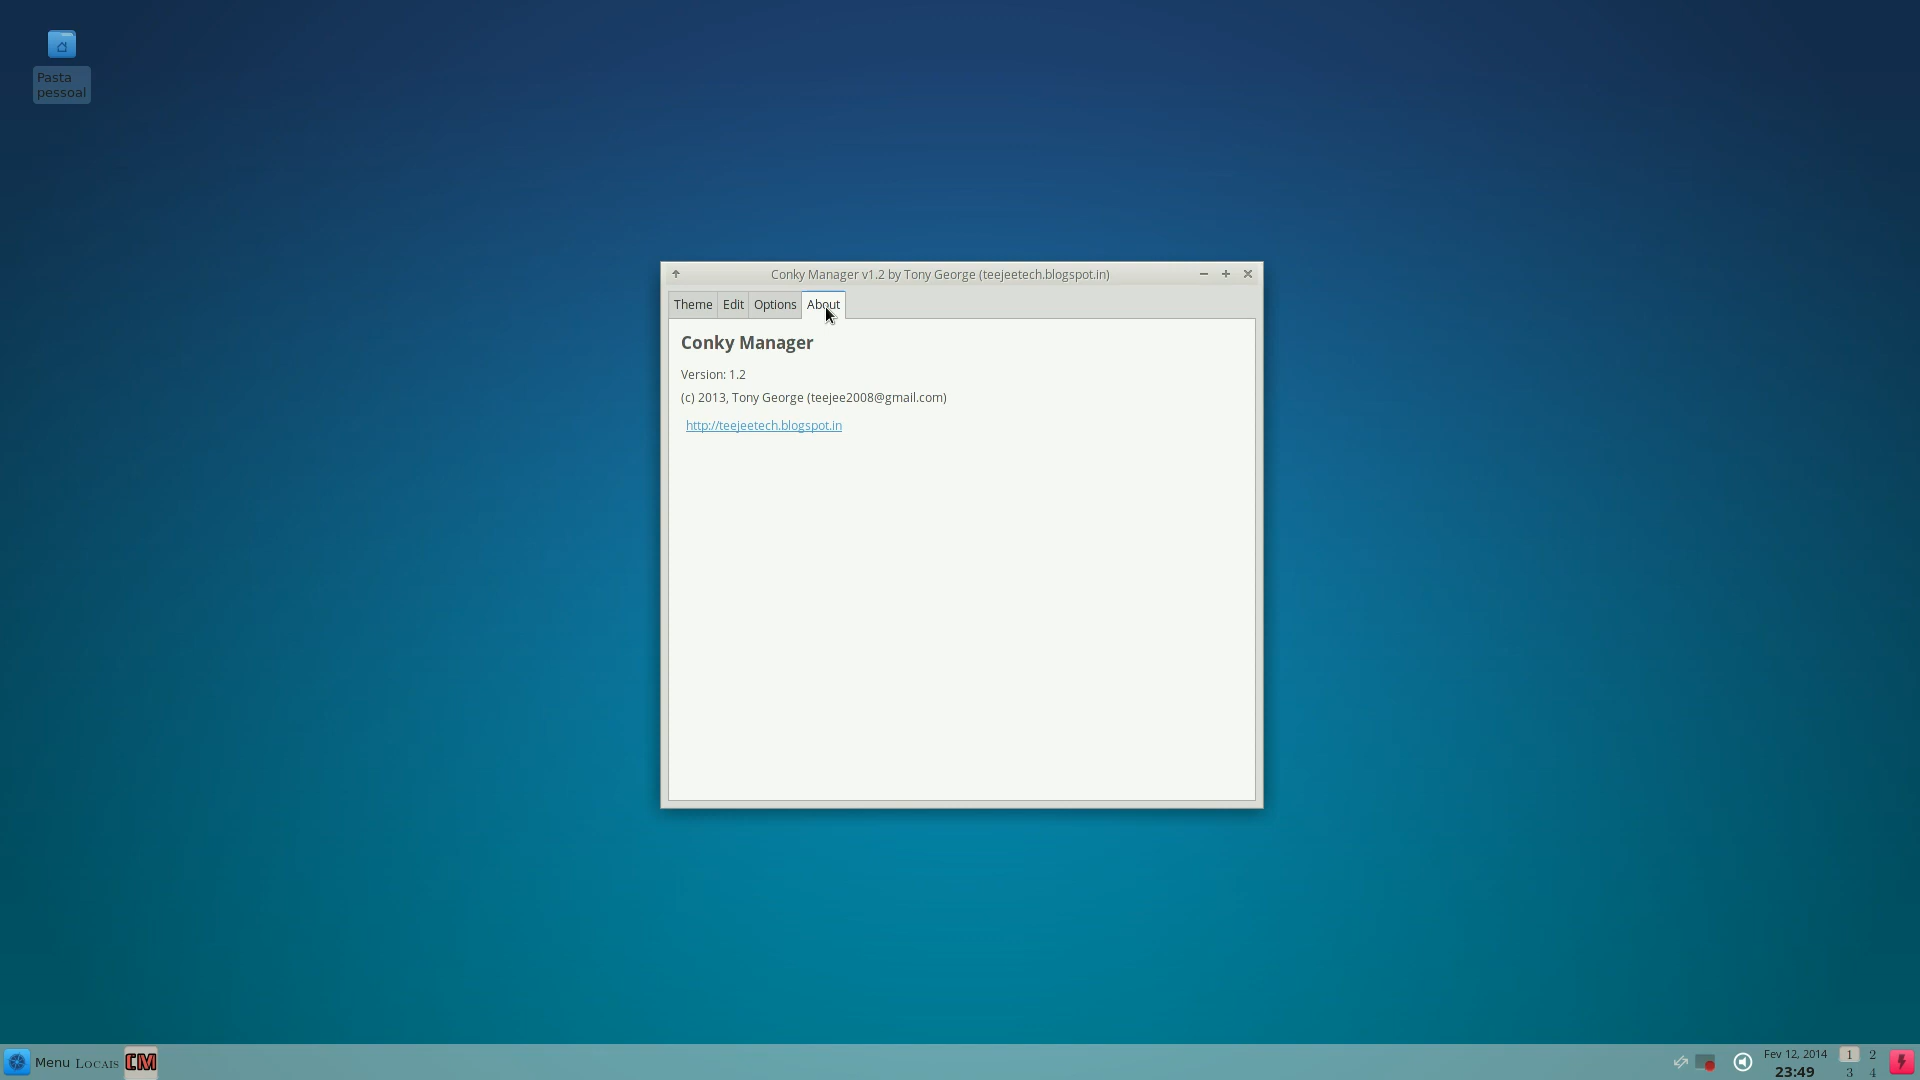 Pasta
pessoal
Conky Manager v1.2 by Tony George (teejeetech.blogspot.in)
Theme Edit Options About
Conky Manager
Version: 1.2
(c) 2013, Tony George (teejee2008@gmail.com)
http://teejeetech.blogspot.in
Menu Locais CM
Fev 12, 2014
23:49
1 2
3 4